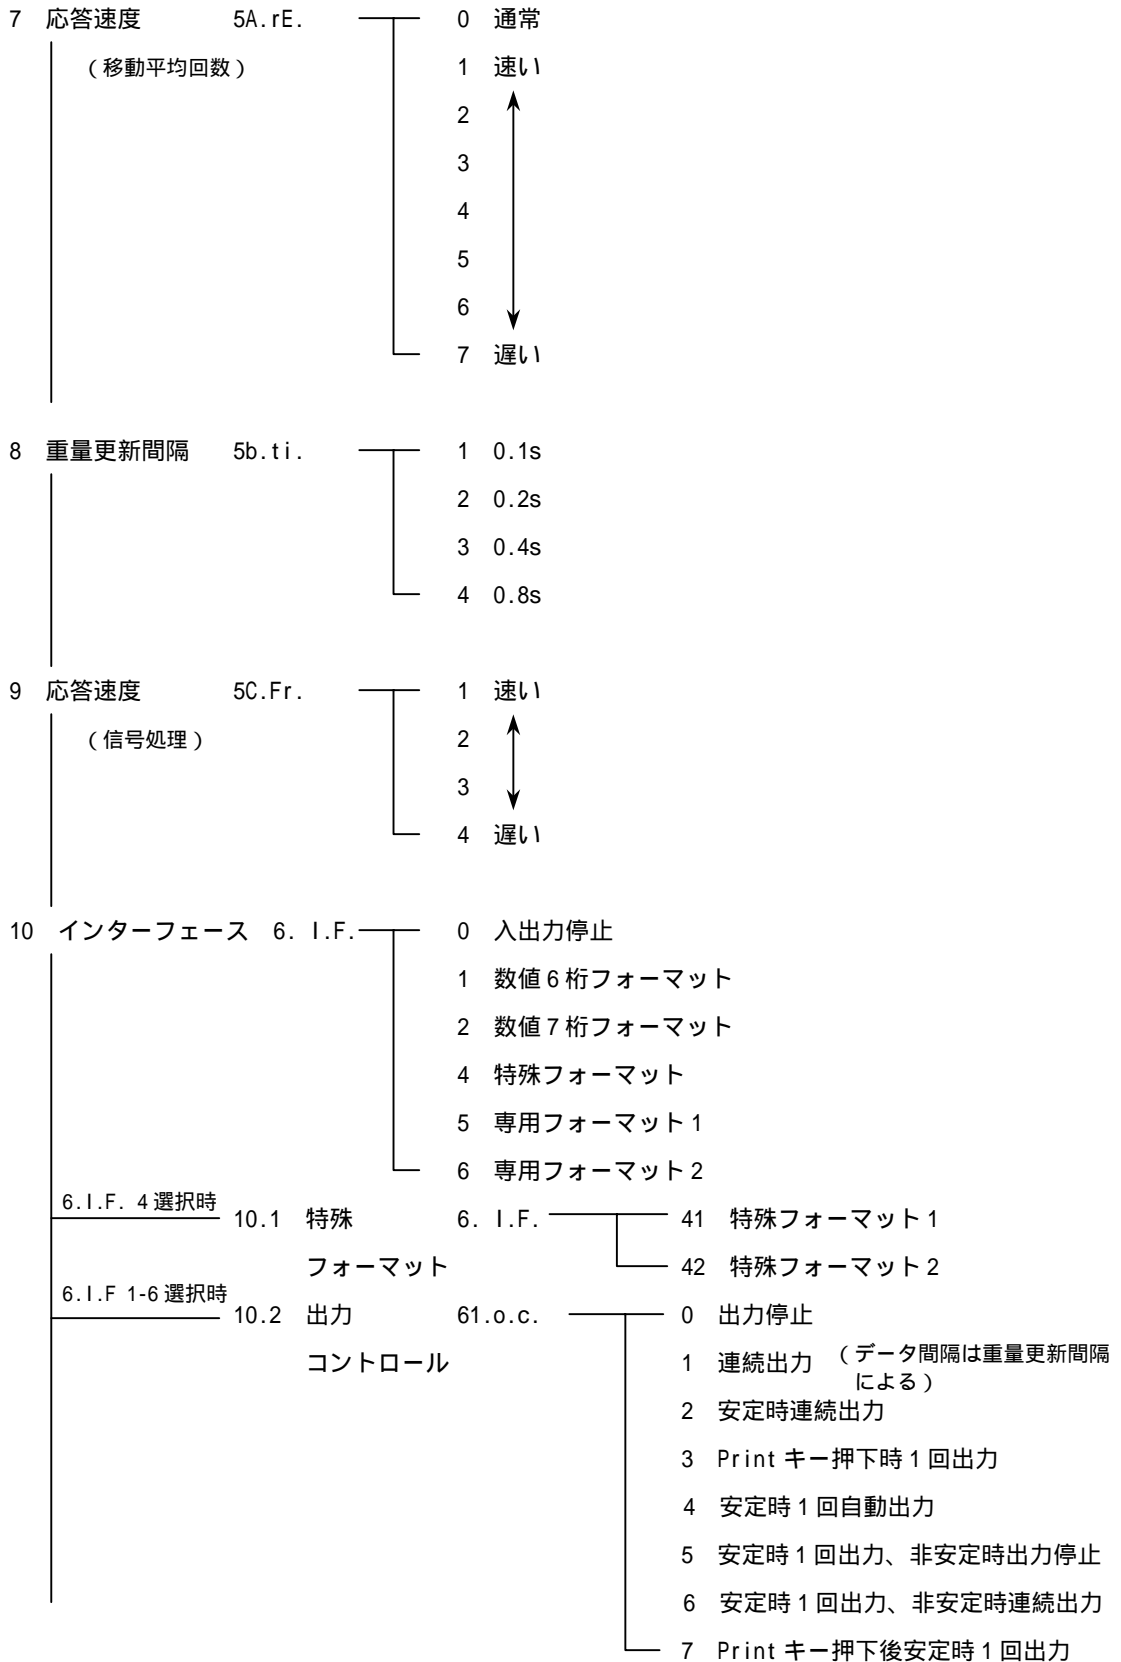 7 応答速度 5A.rE. 0 通常
(移動平均回数) 1 速い
2
3
4
5
6
7 遅い
8 重量更新間隔 5b.ti. 1 0.1s
2 0.2s
3 0.4s
4 0.8s
9 応答速度 5C.Fr. 1 速い
(信号処理) 2
3
4 遅い
10 インターフェース 6. I.F. 0 入出力停止
1 数値6桁フォーマット
2 数値7桁フォーマット
4 特殊フォーマット
5 専用フォーマット1
6 専用フォーマット2
6.I.F. 4選択時 10.1 特殊 6. I.F. 41 特殊フォーマット1
フォーマット 42 特殊フォーマット2
6.I.F 1-6選択時 10.2 出力 61.o.c. 0 出力停止
コントロール 1 連続出力 (データ間隔は重量更新間隔
による)
2 安定時連続出力
3 Printキー押下時1回出力
4 安定時1回自動出力
5 安定時1回出力、非安定時出力停止
6 安定時1回出力、非安定時連続出力
7 Printキー押下後安定時1回出力